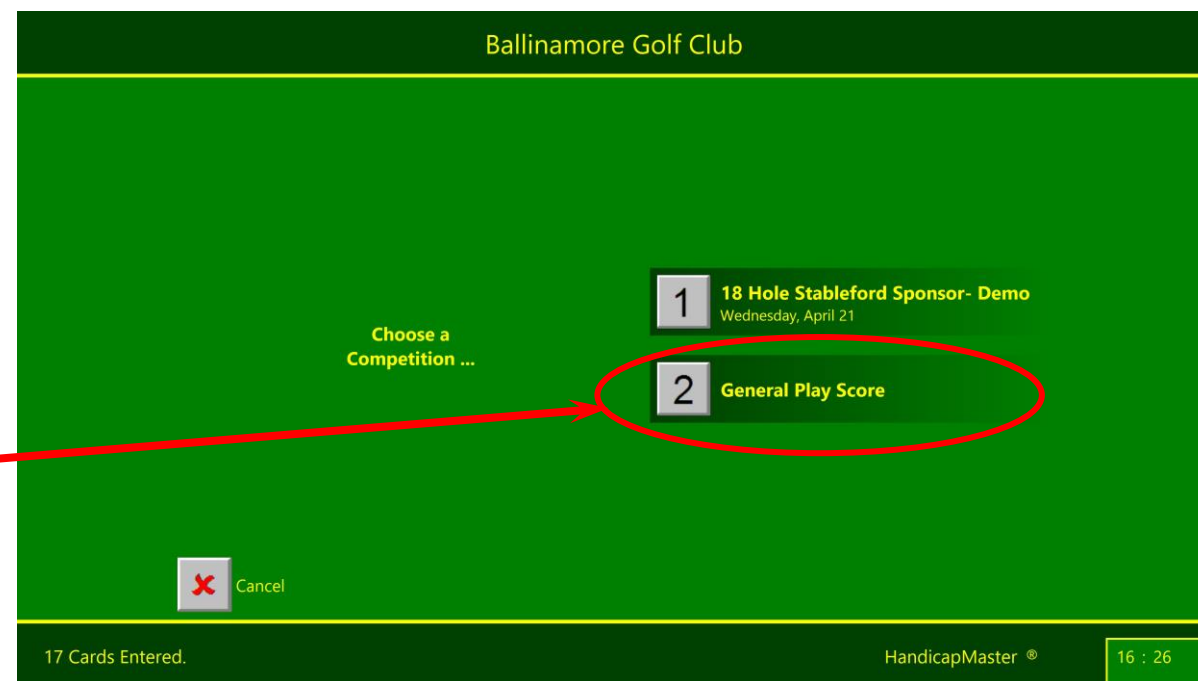 Ballinamore Golf Club
1
18 Hole Stableford Sponsor- Demo
Wednesday, April 21
Choose a
Competition ...
2
General Play Score
Cancel
17 Cards Entered.
HandicapMaster ®
16 : 26